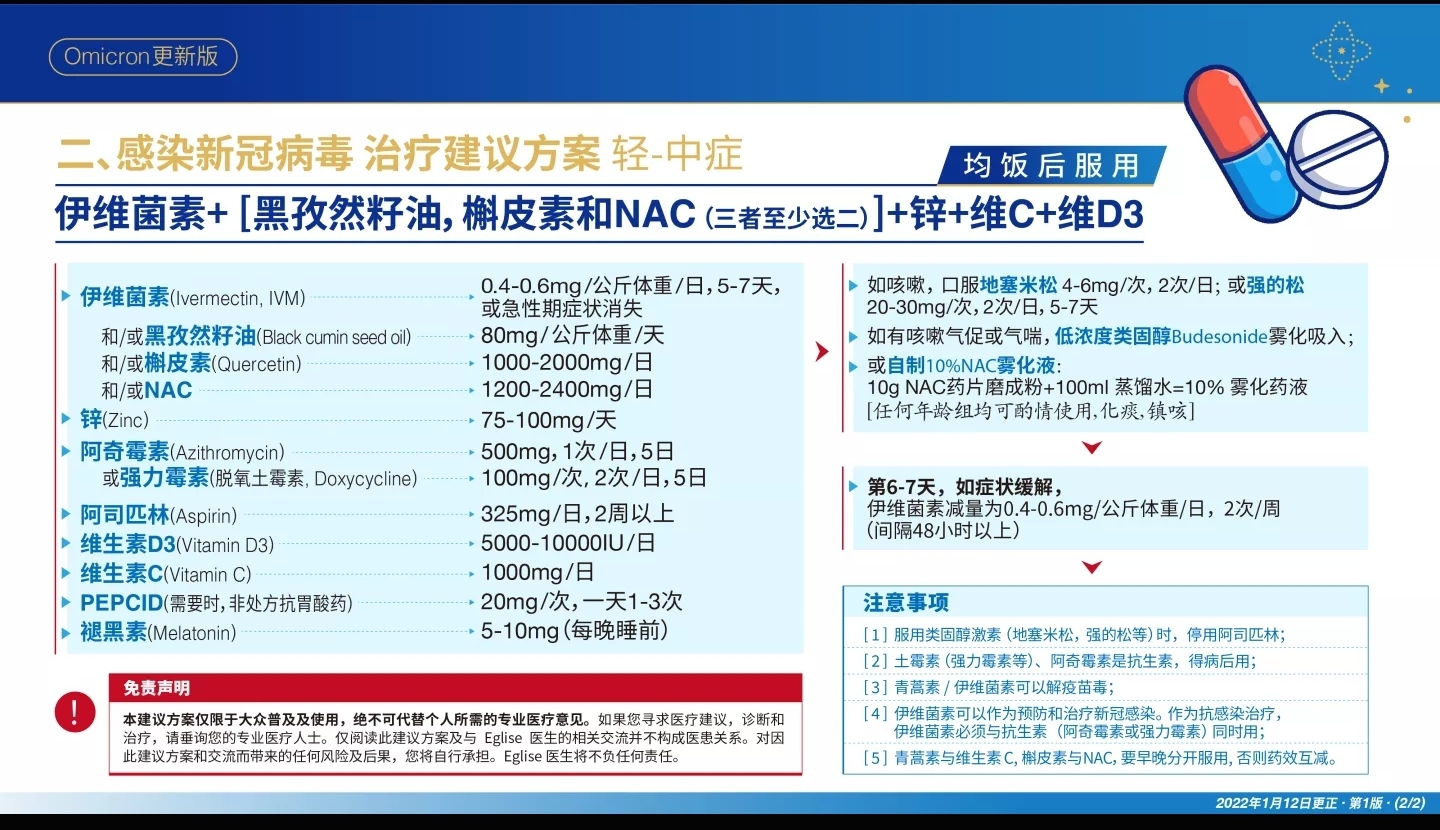 Omicron更新版
二、感染新冠病毒 治疗建议方案 轻-中症
均饭后服用
伊维菌素+ [黑孜然籽油, 槲皮素和NAC (三者至少选二)]+锌+维C+维D3
伊维菌素(Ivermectin, IVM) 0.4-0.6mg/公斤体重/日, 5-7天,
或急性期症状消失
和/或黑孜然籽油(Black cumin seed oil) 80mg/公斤体重/天
和/或槲皮素(Quercetin) 1000-2000mg/日
和/或NAC 1200-2400mg/日
锌(Zinc) 75-100mg/天
阿奇霉素(Azithromycin) 500mg, 1次/日, 5日
或强力霉素(脱氧土霉素, Doxycycline) 100mg/次, 2次/日, 5日
阿司匹林(Aspirin) 325mg/日, 2周以上
维生素D3(Vitamin D3) 5000-10000IU/日
维生素C(Vitamin C) 1000mg/日
PEPCID(需要时, 非处方抗胃酸药) 20mg/次, 一天1-3次
褪黑素(Melatonin) 5-10mg (每晚睡前)
!
免责声明
本建议方案仅限于大众普及及使用，绝不可代替个人所需的专业医疗意见。如果您寻求医疗建议，诊断和
治疗，请垂询您的专业医疗人士。仅阅读此建议方案及与 Eglise 医生的相关交流并不构成医患关系。对因
此建议方案和交流而带来的任何风险及后果，您将自行承担。Eglise 医生将不负任何责任。
如咳嗽, 口服地塞米松 4-6mg/次, 2次/日; 或强的松
20-30mg/次, 2次/日, 5-7天
如有咳嗽气促或气喘, 低浓度类固醇Budesonide雾化吸入;
或自制10%NAC雾化液:
10g NAC药片磨成粉+100ml 蒸馏水=10% 雾化药液
[任何年龄组均可酌情使用, 化痰, 镇咳]
第6-7天，如症状缓解，
伊维菌素减量为0.4-0.6mg/公斤体重/日，2次/周
(间隔48小时以上)
注意事项
[1] 服用类固醇激素 (地塞米松，强的松等) 时，停用阿司匹林；
[2] 土霉素 (强力霉素等)、阿奇霉素是抗生素，得病后用；
[3] 青蒿素 / 伊维菌素可以解疫苗毒；
[4] 伊维菌素可以作为预防和治疗新冠感染。作为抗感染治疗，
伊维菌素必须与抗生素 (阿奇霉素或强力霉素) 同时用；
[5] 青蒿素与维生素 C, 槲皮素与NAC, 要早晚分开服用, 否则药效互减。
2022年1月12日更正 · 第1版 · (2/2)